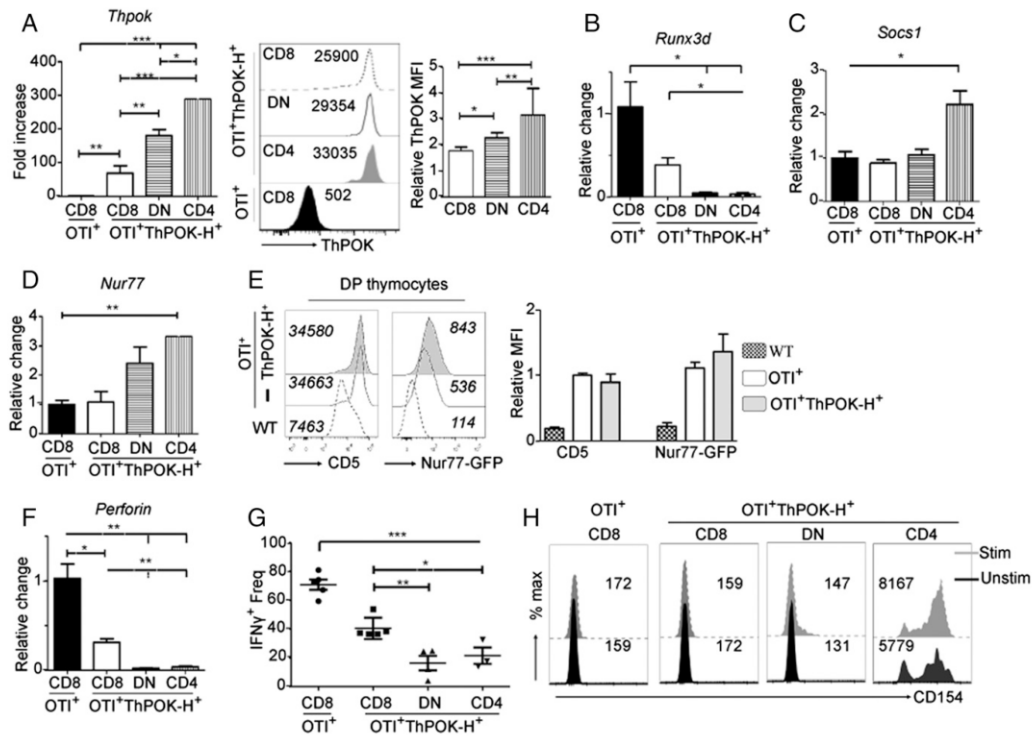 A
Thpok
***
*
***
**
**
Fold increase
400
300
200
100
0
CD8 CD8 DN CD4
OTI+ OTI+ThPOK-H+
OTI+ThPOK-H+
OTI+
CD8 25900
DN 29354
CD4 33035
CD8 502
ThPOK
Relative ThPOK MFI
***
**
*
5
4
3
2
1
0
CD8 DN CD4
OTI+ThPOK-H+
B
Runx3d
*
*
Relative change
1
0
CD8 CD8 DN CD4
OTI+ OTI+ThPOK-H+
C
Socs1
*
Relative change
3
2
1
0
CD8 CD8 DN CD4
OTI+ OTI+ThPOK-H+
D
Nur77
**
Relative change
4
3
2
1
0
CD8 CD8 DN CD4
OTI+ OTI+ThPOK-H+
E
DP thymocytes
OTI+
ThPOK-H+
–
WT
34580 843
34663 536
7463 114
CD5 Nur77-GFP
Relative MFI
2
1
0
CD5 Nur77-GFP
WT
OTI+
OTI+ThPOK-H+
F
Perforin
**
*
**
Relative change
1
0
CD8 CD8 DN CD4
OTI+ OTI+ThPOK-H+
G
***
*
**
IFNγ+ Freq
100
80
60
40
20
0
CD8 CD8 DN CD4
OTI+ OTI+ThPOK-H+
H
OTI+ OTI+ThPOK-H+
CD8 CD8 DN CD4
% max
172 159 147 8167
159 172 131 5779
Stim
Unstim
CD154